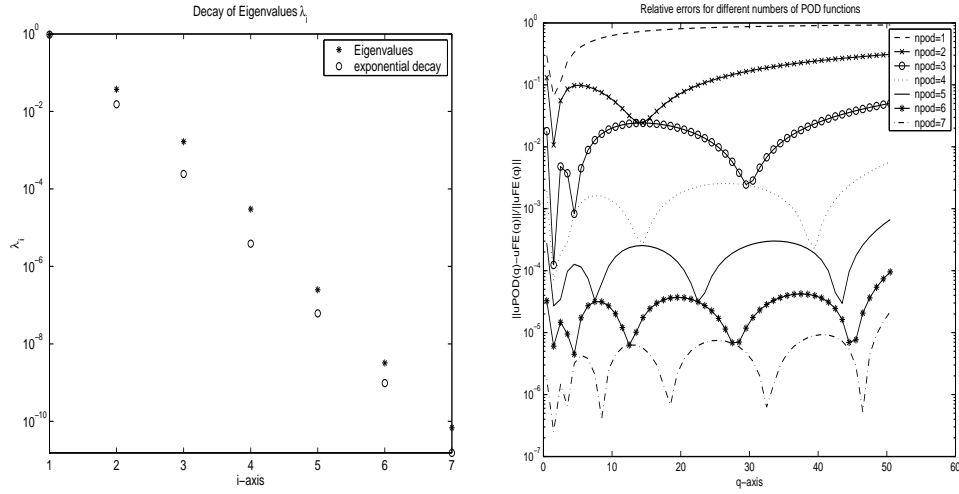 Decay of Eigenvalues λi
10^0
10^−2
10^−4
10^−6
10^−8
10^−10
λi
1
2
3
4
5
6
7
i−axis
Eigenvalues
exponential decay
Relative errors for different numbers of POD functions
10^0
10^−1
10^−2
10^−3
10^−4
10^−5
10^−6
10^−7
||uPOD(q)−uFE(q)||/||uFE(q)||
0
10
20
30
40
50
60
q−axis
npod=1
npod=2
npod=3
npod=4
npod=5
npod=6
npod=7